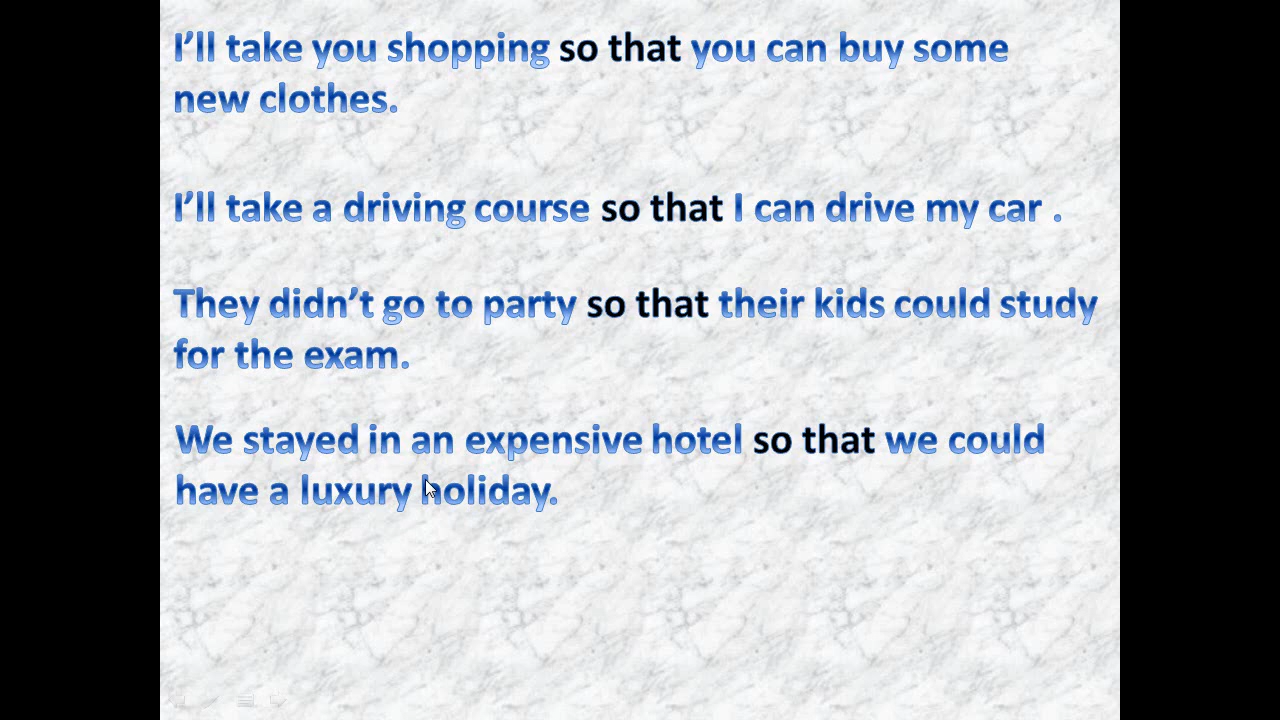 I’ll take you shopping so that you can buy some
new clothes.
I’ll take a driving course so that I can drive my car .
They didn’t go to party so that their kids could study
for the exam.
We stayed in an expensive hotel so that we could
have a luxury holiday.